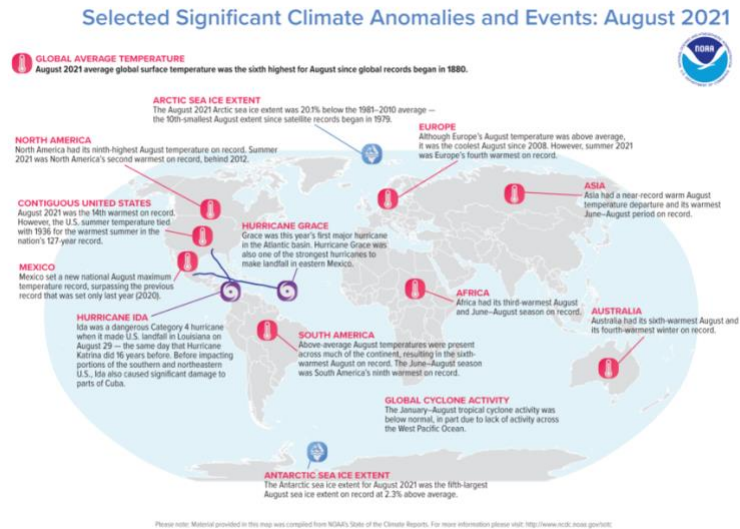 Selected Significant Climate Anomalies and Events: August 2021
NOAA
GLOBAL AVERAGE TEMPERATURE
August 2021 average global surface temperature was the sixth highest for August since global records began in 1880.
ARCTIC SEA ICE EXTENT
The August 2021 Arctic sea ice extent was 20.1% below the 1981–2010 average —
the 10th-smallest August extent since satellite records began in 1979.
NORTH AMERICA
North America had its ninth-highest August temperature on record. Summer
2021 was North America's second warmest on record, behind 2012.
EUROPE
Although Europe's August temperature was above average,
it was the coolest August since 2008. However, summer 2021
was Europe's fourth warmest on record.
ASIA
Asia had a near-record warm August
temperature departure and its warmest
June–August period on record.
CONTIGUOUS UNITED STATES
August 2021 was the 14th warmest on record.
However, the U.S. summer temperature tied
with 1936 for the warmest summer in the
nation's 127-year record.
HURRICANE GRACE
Grace was this year's first major hurricane
in the Atlantic basin. Hurricane Grace was
also one of the strongest hurricanes to
make landfall in eastern Mexico.
MEXICO
Mexico set a new national August maximum
temperature record, surpassing the previous
record that was set only last year (2020).
AFRICA
Africa had its third-warmest August
and June–August season on record.
AUSTRALIA
Australia had its sixth-warmest August and
its fourth-warmest winter on record.
HURRICANE IDA
Ida was a dangerous Category 4 hurricane
when it made U.S. landfall in Louisiana on
August 29 — the same day that Hurricane
Katrina did 16 years before. Before impacting
portions of the southern and northeastern
U.S., Ida also caused significant damage to
parts of Cuba.
SOUTH AMERICA
Above-average August temperatures were present
across much of the continent, resulting in the sixth-
warmest August on record. The June–August season
was South America's ninth warmest on record.
GLOBAL CYCLONE ACTIVITY
The January–August tropical cyclone activity was
below normal, in part due to lack of activity across
the West Pacific Ocean.
ANTARCTIC SEA ICE EXTENT
The Antarctic sea ice extent for August 2021 was the fifth-largest
August sea ice extent on record at 2.3% above average.
Please note: Material provided in this map was compiled from NOAA's State of the Climate Reports. For more information please visit: http://www.ncdc.noaa.gov/sotc